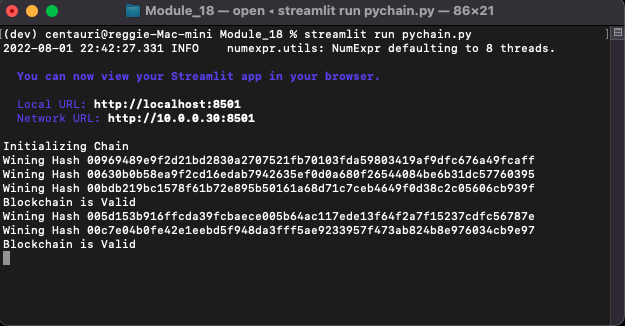 Module_18 — open ◂ streamlit run pychain.py — 86×21
(dev) centauri@reggie-Mac-mini Module_18 % streamlit run pychain.py
2022-08-01 22:42:27.331 INFO    numexpr.utils: NumExpr defaulting to 8 threads.
You can now view your Streamlit app in your browser.
Local URL: http://localhost:8501
Network URL: http://10.0.0.30:8501
Initializing Chain
Wining Hash 00969489e9f2d21bd2830a2707521fb70103fda59803419af9dfc676a49fcaff
Wining Hash 00630b0b58ea9f2cd16edab7942635ef0d0a680f26544084be6b31dc57760395
Wining Hash 00bdb219bc1578f61b72e895b50161a68d71c7ceb4649f0d38c2c05606cb939f
Blockchain is Valid
Wining Hash 005d153b916ffcda39fcbaece005b64ac117ede13f64f2a7f15237cdfc56787e
Wining Hash 00c7e04b0fe42e1eebd5f948da3fff5ae9233957f473ab824b8e976034cb9e97
Blockchain is Valid